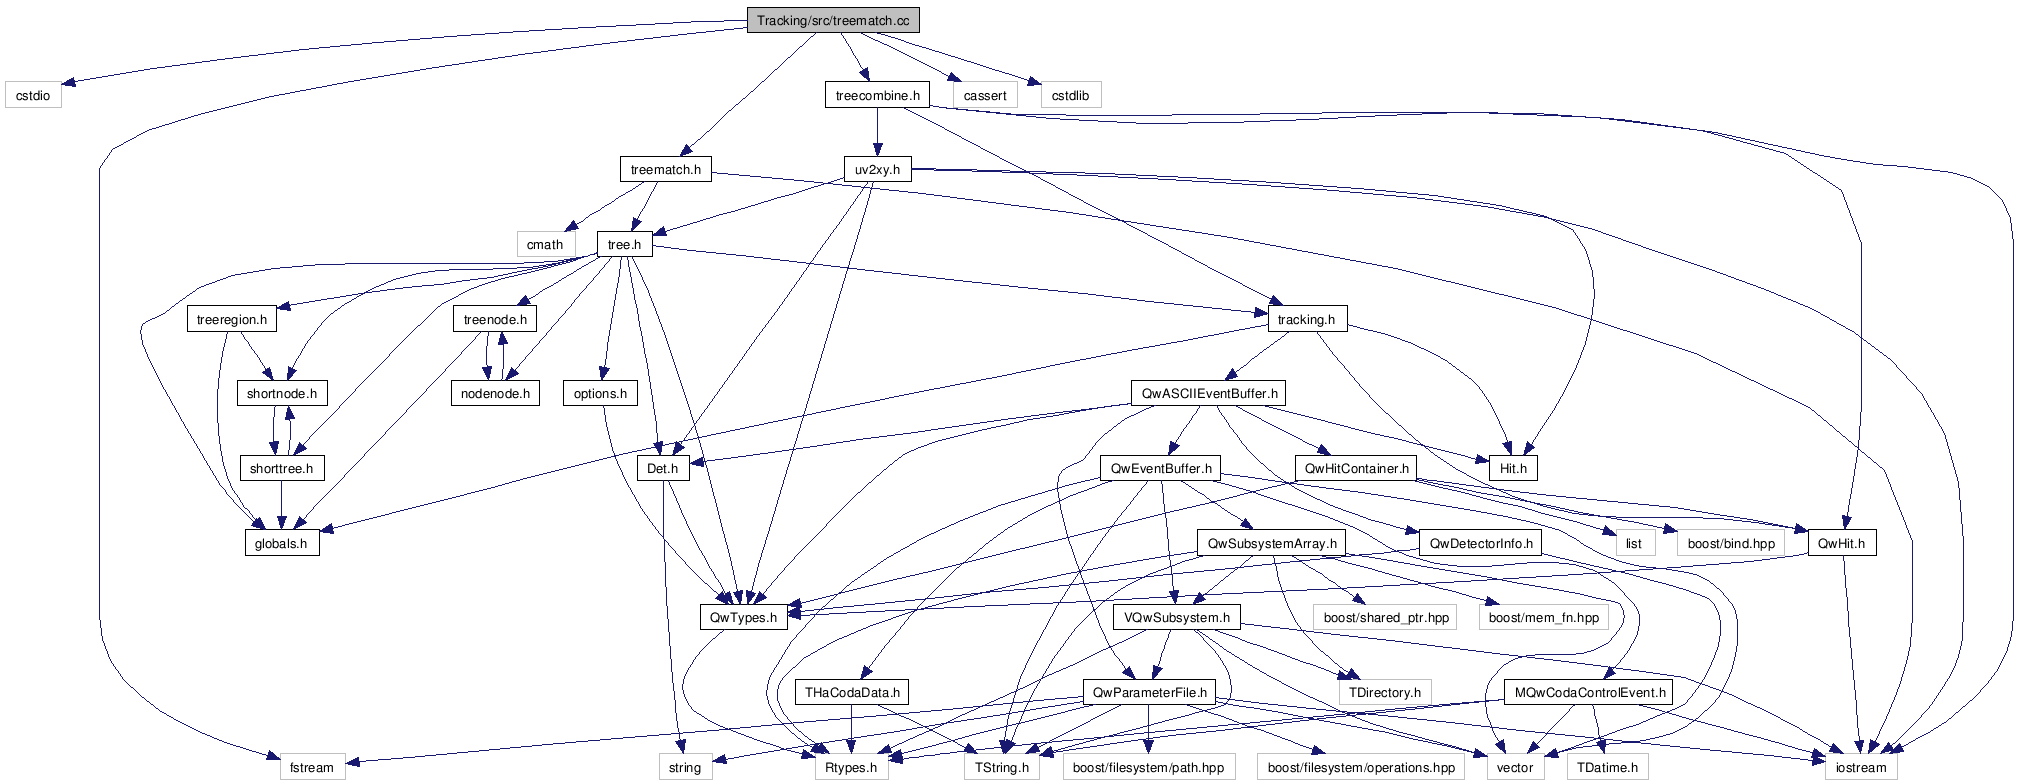 Tracking/src/treematch.cc
cstdio
treecombine.h
cassert
cstdlib
treematch.h
uv2xy.h
cmath
tree.h
treeregion.h
treenode.h
tracking.h
shortnode.h
nodenode.h
options.h
QwASCIIEventBuffer.h
shorttree.h
Det.h
QwEventBuffer.h
QwHitContainer.h
Hit.h
globals.h
QwSubsystemArray.h
QwDetectorInfo.h
list
boost/bind.hpp
QwHit.h
QwTypes.h
VQwSubsystem.h
boost/shared_ptr.hpp
boost/mem_fn.hpp
THaCodaData.h
QwParameterFile.h
TDirectory.h
MQwCodaControlEvent.h
fstream
string
Rtypes.h
TString.h
boost/filesystem/path.hpp
boost/filesystem/operations.hpp
vector
TDatime.h
iostream